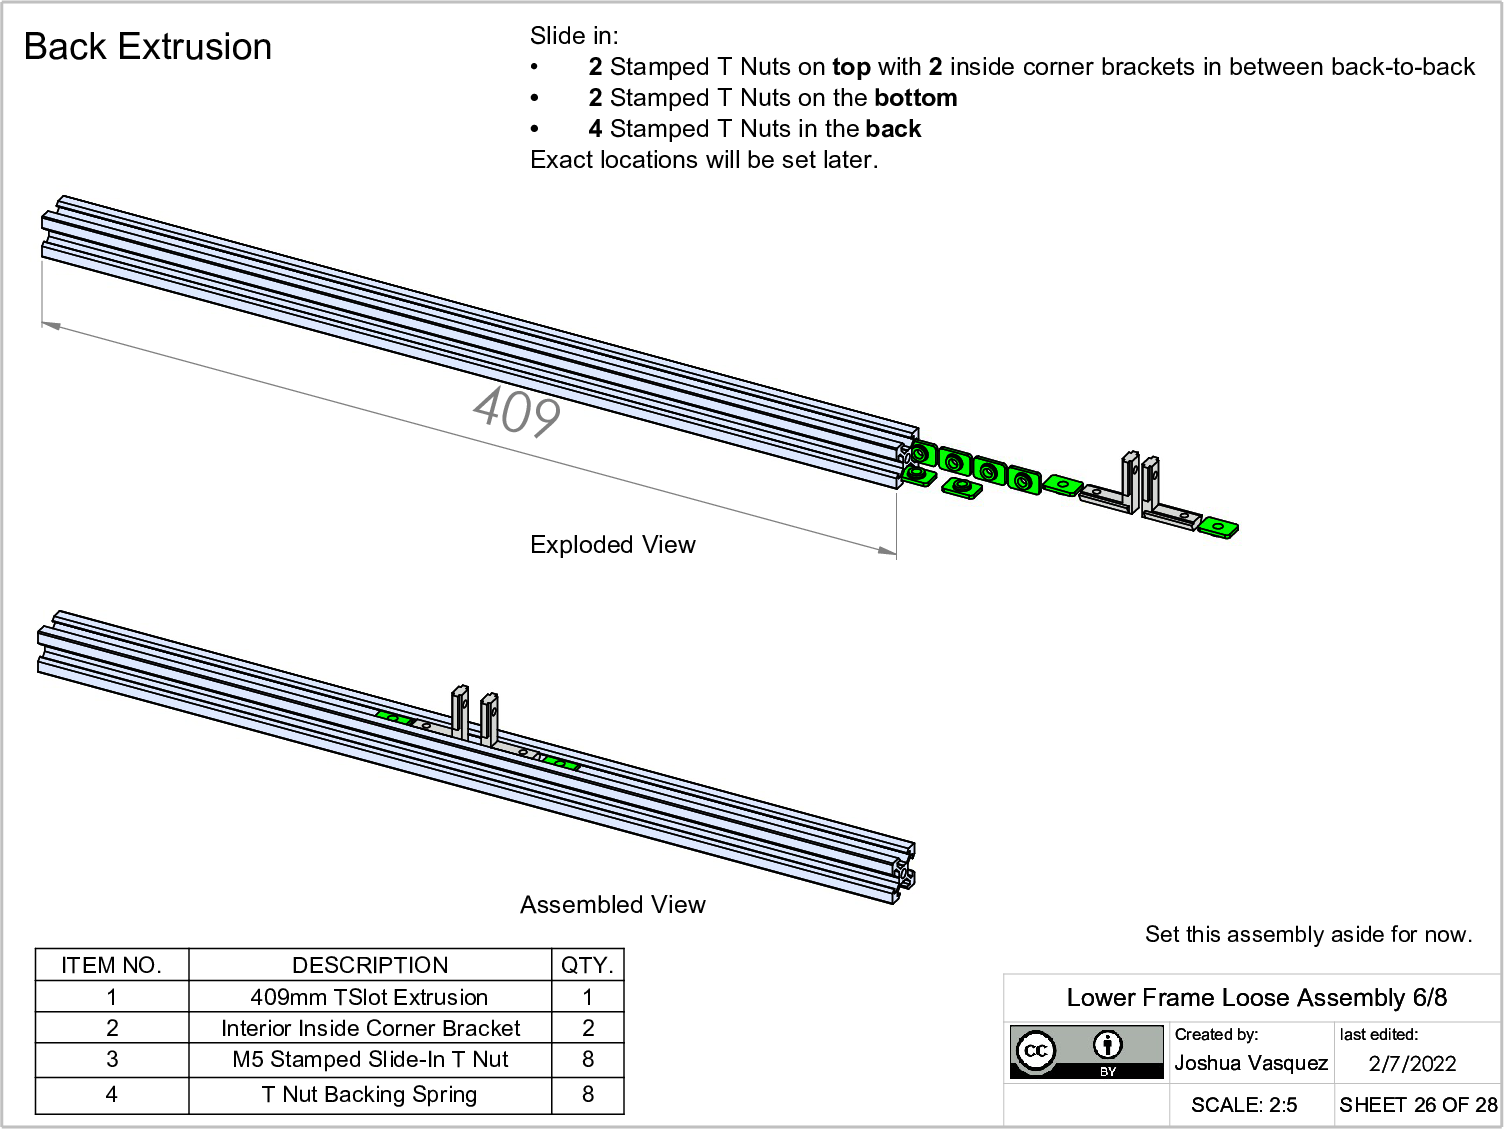 Back Extrusion
Slide in:
• 2 Stamped T Nuts on top with 2 inside corner brackets in between back-to-back
• 2 Stamped T Nuts on the bottom
• 4 Stamped T Nuts in the back
Exact locations will be set later.
409
Exploded View
Assembled View
ITEM NO. DESCRIPTION QTY.
1 409mm TSlot Extrusion 1
2 Interior Inside Corner Bracket 2
3 M5 Stamped Slide-In T Nut 8
4 T Nut Backing Spring 8
Set this assembly aside for now.
Lower Frame Loose Assembly 6/8
cc BY
Created by:
Joshua Vasquez
last edited:
2/7/2022
SCALE: 2:5
SHEET 26 OF 28